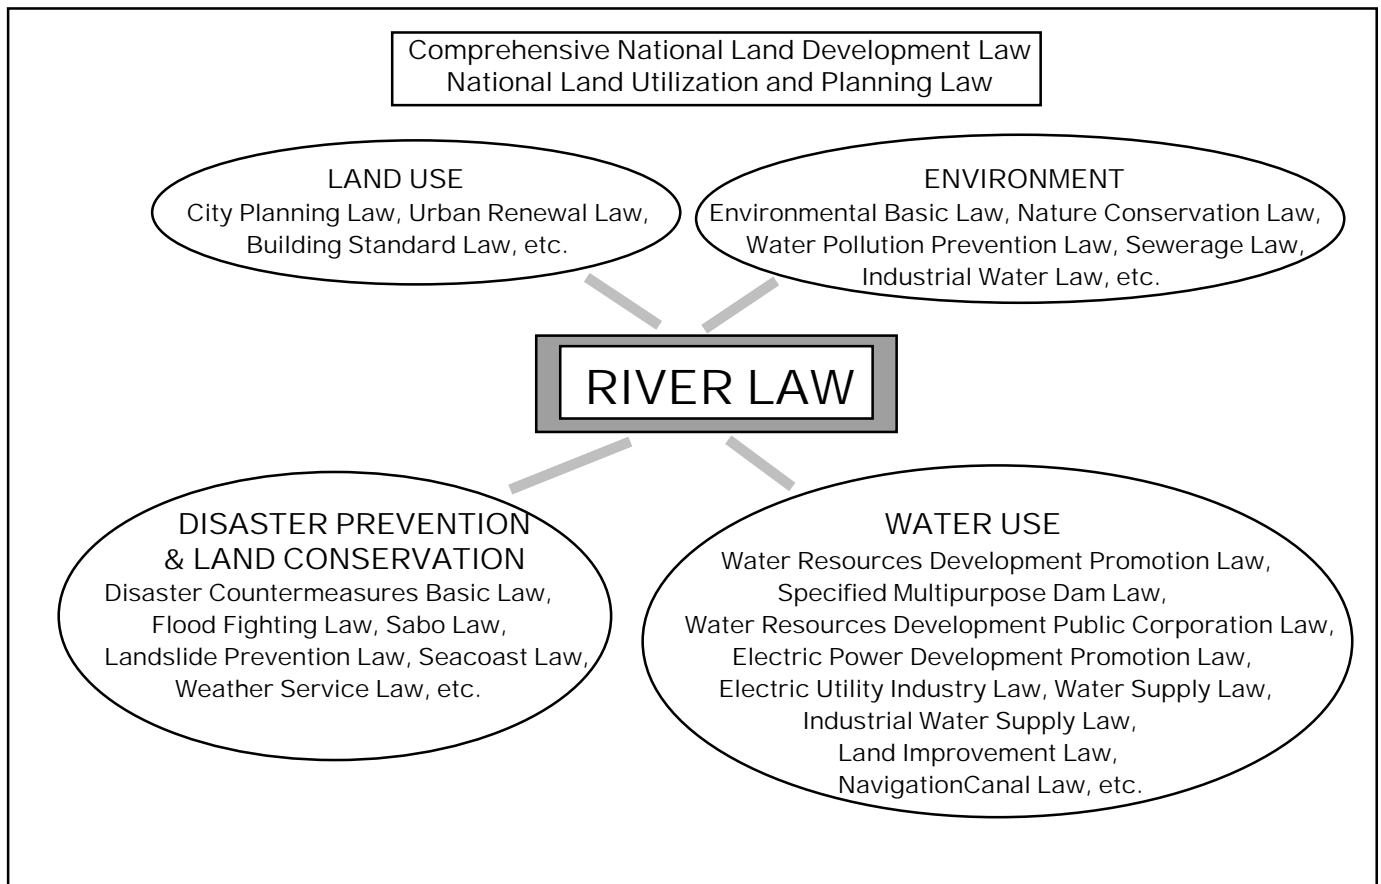 Comprehensive National Land Development Law
National Land Utilization and Planning Law
LAND USE
City Planning Law, Urban Renewal Law,
Building Standard Law, etc.
ENVIRONMENT
Environmental Basic Law, Nature Conservation Law,
Water Pollution Prevention Law, Sewerage Law,
Industrial Water Law, etc.
RIVER LAW
DISASTER PREVENTION
& LAND CONSERVATION
Disaster Countermeasures Basic Law,
Flood Fighting Law, Sabo Law,
Landslide Prevention Law, Seacoast Law,
Weather Service Law, etc.
WATER USE
Water Resources Development Promotion Law,
Specified Multipurpose Dam Law,
Water Resources Development Public Corporation Law,
Electric Power Development Promotion Law,
Electric Utility Industry Law, Water Supply Law,
Industrial Water Supply Law,
Land Improvement Law,
NavigationCanal Law, etc.